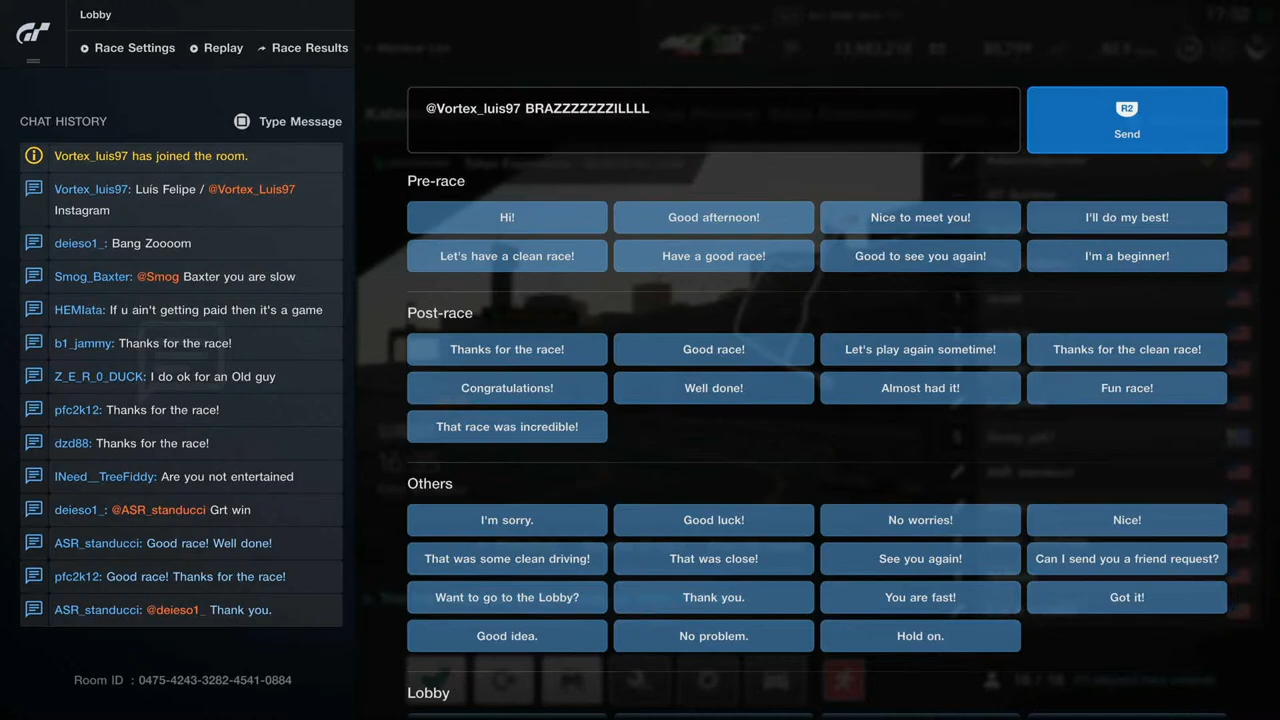 Lobby
Race Settings
Replay
Race Results
CHAT HISTORY
Type Message
Vortex_luis97 has joined the room.
Vortex_luis97: Luís Felipe / @Vortex_Luis97
Instagram
deieso1_: Bang Zoooom
Smog_Baxter: @Smog Baxter you are slow
HEMIata: If u ain't getting paid then it's a game
b1_jammy: Thanks for the race!
Z_E_R_0_DUCK: I do ok for an Old guy
pfc2k12: Thanks for the race!
dzd88: Thanks for the race!
INeed__TreeFiddy: Are you not entertained
deieso1_: @ASR_standucci Grt win
ASR_standucci: Good race! Well done!
pfc2k12: Good race! Thanks for the race!
ASR_standucci: @deieso1_ Thank you.
Room ID : 0475-4243-3282-4541-0884
@Vortex_luis97 BRAZZZZZZZILLLL
R2
Send
Pre-race
Hi!
Good afternoon!
Nice to meet you!
I'll do my best!
Let's have a clean race!
Have a good race!
Good to see you again!
I'm a beginner!
Post-race
Thanks for the race!
Good race!
Let's play again sometime!
Thanks for the clean race!
Congratulations!
Well done!
Almost had it!
Fun race!
That race was incredible!
Others
I'm sorry.
Good luck!
No worries!
Nice!
That was some clean driving!
That was close!
See you again!
Can I send you a friend request?
Want to go to the Lobby?
Thank you.
You are fast!
Got it!
Good idea.
No problem.
Hold on.
Lobby